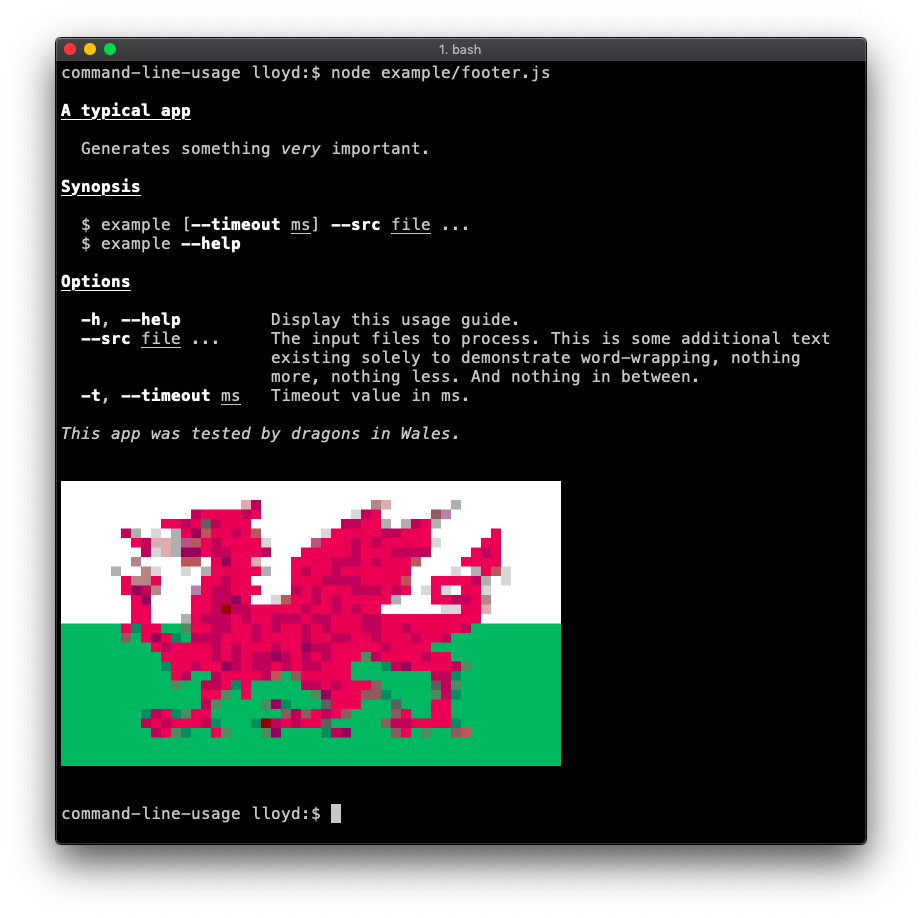 1. bash
command-line-usage lloyd:$ node example/footer.js
A typical app
Generates something very important.
Synopsis
$ example [--timeout ms] --src file ...
$ example --help
Options
-h, --help Display this usage guide.
--src file ... The input files to process. This is some additional text
existing solely to demonstrate word-wrapping, nothing
more, nothing less. And nothing in between.
-t, --timeout ms Timeout value in ms.
This app was tested by dragons in Wales.
command-line-usage lloyd:$